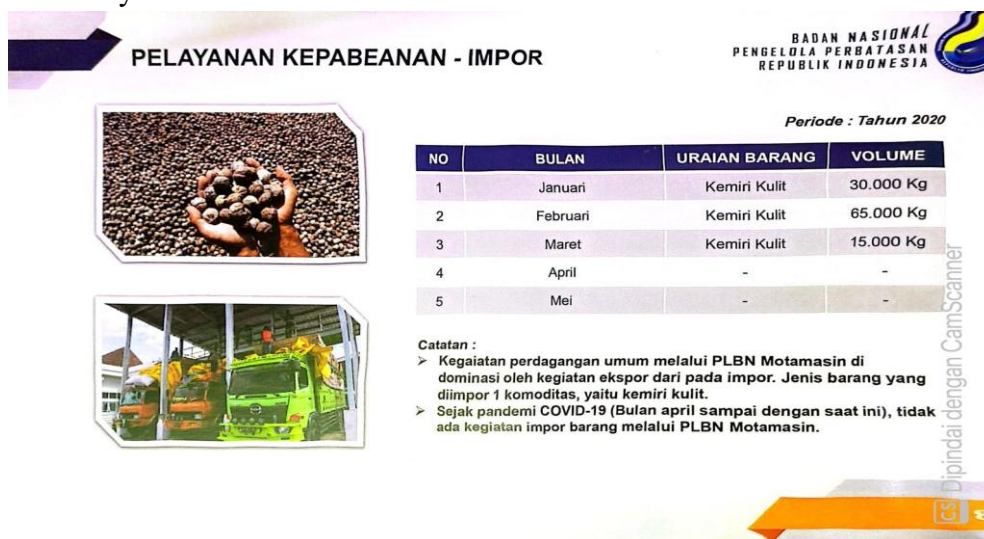 PELAYANAN KEPABEANAN - IMPOR
BADAN NASIONAL
PENGELOLA PERBATASAN
REPUBLIK INDONESIA
Periode : Tahun 2020
NO BULAN URAIAN BARANG VOLUME
1 Januari Kemiri Kulit 30.000 Kg
2 Februari Kemiri Kulit 65.000 Kg
3 Maret Kemiri Kulit 15.000 Kg
4 April - -
5 Mei - -
Catatan :
➢ Kegaiatan perdagangan umum melalui PLBN Motamasin di
dominasi oleh kegiatan ekspor dari pada impor. Jenis barang yang
diimpor 1 komoditas, yaitu kemiri kulit.
➢ Sejak pandemi COVID-19 (Bulan april sampai dengan saat ini), tidak
ada kegiatan impor barang melalui PLBN Motamasin.
CS Dipindai dengan CamScanner